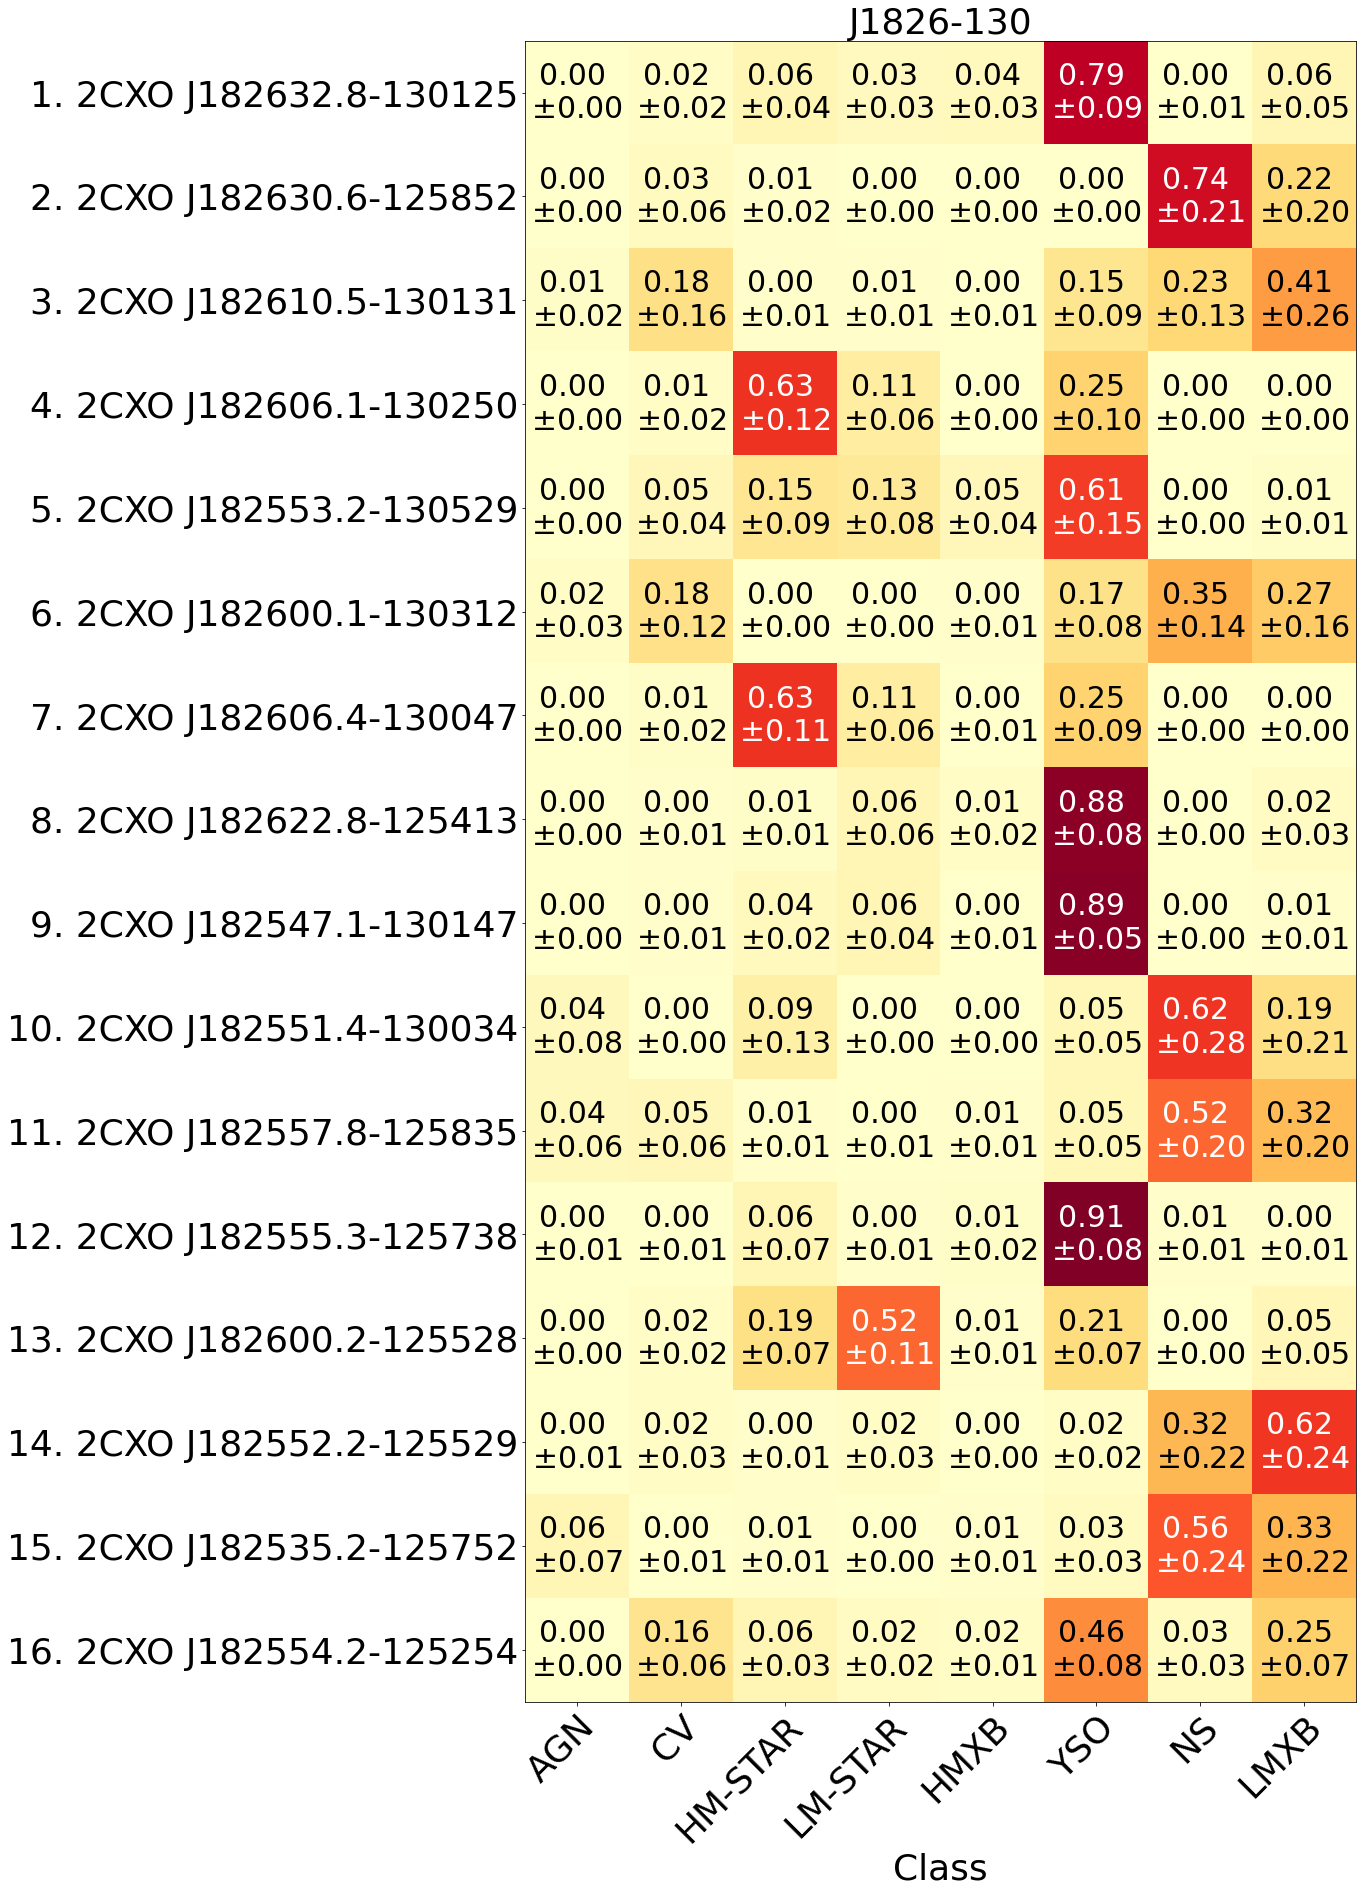 J1826-130
1. 2CXO J182632.8-130125 0.00 0.02 0.06 0.03 0.04 0.79 0.00 0.06
±0.00 ±0.02 ±0.04 ±0.03 ±0.03 ±0.09 ±0.01 ±0.05
2. 2CXO J182630.6-125852 0.00 0.03 0.01 0.00 0.00 0.00 0.74 0.22
±0.00 ±0.06 ±0.02 ±0.00 ±0.00 ±0.00 ±0.21 ±0.20
3. 2CXO J182610.5-130131 0.01 0.18 0.00 0.01 0.00 0.15 0.23 0.41
±0.02 ±0.16 ±0.01 ±0.01 ±0.01 ±0.09 ±0.13 ±0.26
4. 2CXO J182606.1-130250 0.00 0.01 0.63 0.11 0.00 0.25 0.00 0.00
±0.00 ±0.02 ±0.12 ±0.06 ±0.00 ±0.10 ±0.00 ±0.00
5. 2CXO J182553.2-130529 0.00 0.05 0.15 0.13 0.05 0.61 0.00 0.01
±0.00 ±0.04 ±0.09 ±0.08 ±0.04 ±0.15 ±0.00 ±0.01
6. 2CXO J182600.1-130312 0.02 0.18 0.00 0.00 0.00 0.17 0.35 0.27
±0.03 ±0.12 ±0.00 ±0.00 ±0.01 ±0.08 ±0.14 ±0.16
7. 2CXO J182606.4-130047 0.00 0.01 0.63 0.11 0.00 0.25 0.00 0.00
±0.00 ±0.02 ±0.11 ±0.06 ±0.01 ±0.09 ±0.00 ±0.00
8. 2CXO J182622.8-125413 0.00 0.00 0.01 0.06 0.01 0.88 0.00 0.02
±0.00 ±0.01 ±0.01 ±0.06 ±0.02 ±0.08 ±0.00 ±0.03
9. 2CXO J182547.1-130147 0.00 0.00 0.04 0.06 0.00 0.89 0.00 0.01
±0.00 ±0.01 ±0.02 ±0.04 ±0.01 ±0.05 ±0.00 ±0.01
10. 2CXO J182551.4-130034 0.04 0.00 0.09 0.00 0.00 0.05 0.62 0.19
±0.08 ±0.00 ±0.13 ±0.00 ±0.00 ±0.05 ±0.28 ±0.21
11. 2CXO J182557.8-125835 0.04 0.05 0.01 0.00 0.01 0.05 0.52 0.32
±0.06 ±0.06 ±0.01 ±0.01 ±0.01 ±0.05 ±0.20 ±0.20
12. 2CXO J182555.3-125738 0.00 0.00 0.06 0.00 0.01 0.91 0.01 0.00
±0.01 ±0.01 ±0.07 ±0.01 ±0.02 ±0.08 ±0.01 ±0.01
13. 2CXO J182600.2-125528 0.00 0.02 0.19 0.52 0.01 0.21 0.00 0.05
±0.00 ±0.02 ±0.07 ±0.11 ±0.01 ±0.07 ±0.00 ±0.05
14. 2CXO J182552.2-125529 0.00 0.02 0.00 0.02 0.00 0.02 0.32 0.62
±0.01 ±0.03 ±0.01 ±0.03 ±0.00 ±0.02 ±0.22 ±0.24
15. 2CXO J182535.2-125752 0.06 0.00 0.01 0.00 0.01 0.03 0.56 0.33
±0.07 ±0.01 ±0.01 ±0.00 ±0.01 ±0.03 ±0.24 ±0.22
16. 2CXO J182554.2-125254 0.00 0.16 0.06 0.02 0.02 0.46 0.03 0.25
±0.00 ±0.06 ±0.03 ±0.02 ±0.01 ±0.08 ±0.03 ±0.07
AGN CV HM-STAR LM-STAR HMXB YSO NS LMXB
Class